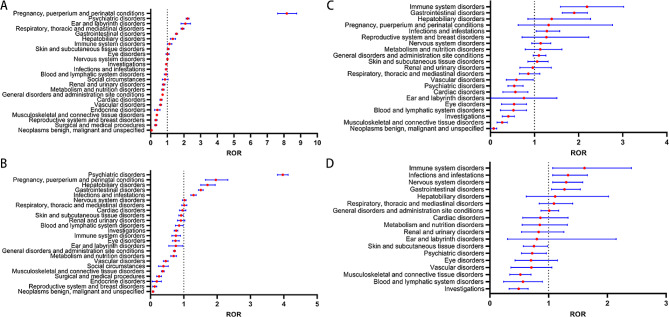 A
Pregnancy, puerperium and perinatal conditions
Psychiatric disorders
Ear and labyrinth disorders
Respiratory, thoracic and mediastinal disorders
Gastrointestinal disorders
Hepatobiliary disorders
Immune system disorders
Skin and subcutaneous tissue disorders
Eye disorders
Nervous system disorders
Investigations
Infections and infestations
Blood and lymphatic system disorders
Social circumstances
Renal and urinary disorders
Metabolism and nutrition disorders
General disorders and administration site conditions
Cardiac disorders
Vascular disorders
Endocrine disorders
Musculoskeletal and connective tissue disorders
Reproductive system and breast disorders
Surgical and medical procedures
Neoplasms benign, malignant and unspecified
0 1 2 3 4 5 6 7 8 9 10
ROR
B
Psychiatric disorders
Pregnancy, puerperium and perinatal conditions
Hepatobiliary disorders
Gastrointestinal disorders
Infections and infestations
Nervous system disorders
Respiratory, thoracic and mediastinal disorders
Cardiac disorders
Skin and subcutaneous tissue disorders
Renal and urinary disorders
Blood and lymphatic system disorders
Investigations
Immune system disorders
Eye disorders
Ear and labyrinth disorders
General disorders and administration site conditions
Metabolism and nutrition disorders
Vascular disorders
Social circumstances
Musculoskeletal and connective tissue disorders
Surgical and medical procedures
Endocrine disorders
Reproductive system and breast disorders
Neoplasms benign, malignant and unspecified
0 1 2 3 4 5
ROR
C
Immune system disorders
Gastrointestinal disorders
Hepatobiliary disorders
Pregnancy, puerperium and perinatal conditions
Infections and infestations
Reproductive system and breast disorders
Nervous system disorders
Metabolism and nutrition disorders
General disorders and administration site conditions
Skin and subcutaneous tissue disorders
Renal and urinary disorders
Respiratory, thoracic and mediastinal disorders
Vascular disorders
Psychiatric disorders
Cardiac disorders
Ear and labyrinth disorders
Eye disorders
Blood and lymphatic system disorders
Investigations
Musculoskeletal and connective tissue disorders
Neoplasms benign, malignant and unspecified
0 1 2 3 4
ROR
D
Immune system disorders
Infections and infestations
Nervous system disorders
Gastrointestinal disorders
Hepatobiliary disorders
Respiratory, thoracic and mediastinal disorders
General disorders and administration site conditions
Cardiac disorders
Metabolism and nutrition disorders
Renal and urinary disorders
Ear and labyrinth disorders
Skin and subcutaneous tissue disorders
Psychiatric disorders
Eye disorders
Vascular disorders
Musculoskeletal and connective tissue disorders
Blood and lymphatic system disorders
Investigations
0 1 2 3
ROR